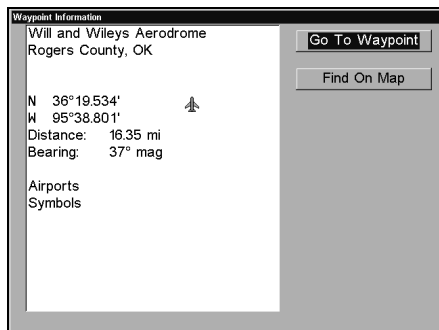 Waypoint Information
Will and Wileys Aerodrome
Rogers County, OK
N 36°19.534'
W 95°38.801'
Distance: 16.35 mi
Bearing: 37° mag
Airports
Symbols
Go To Waypoint
Find On Map